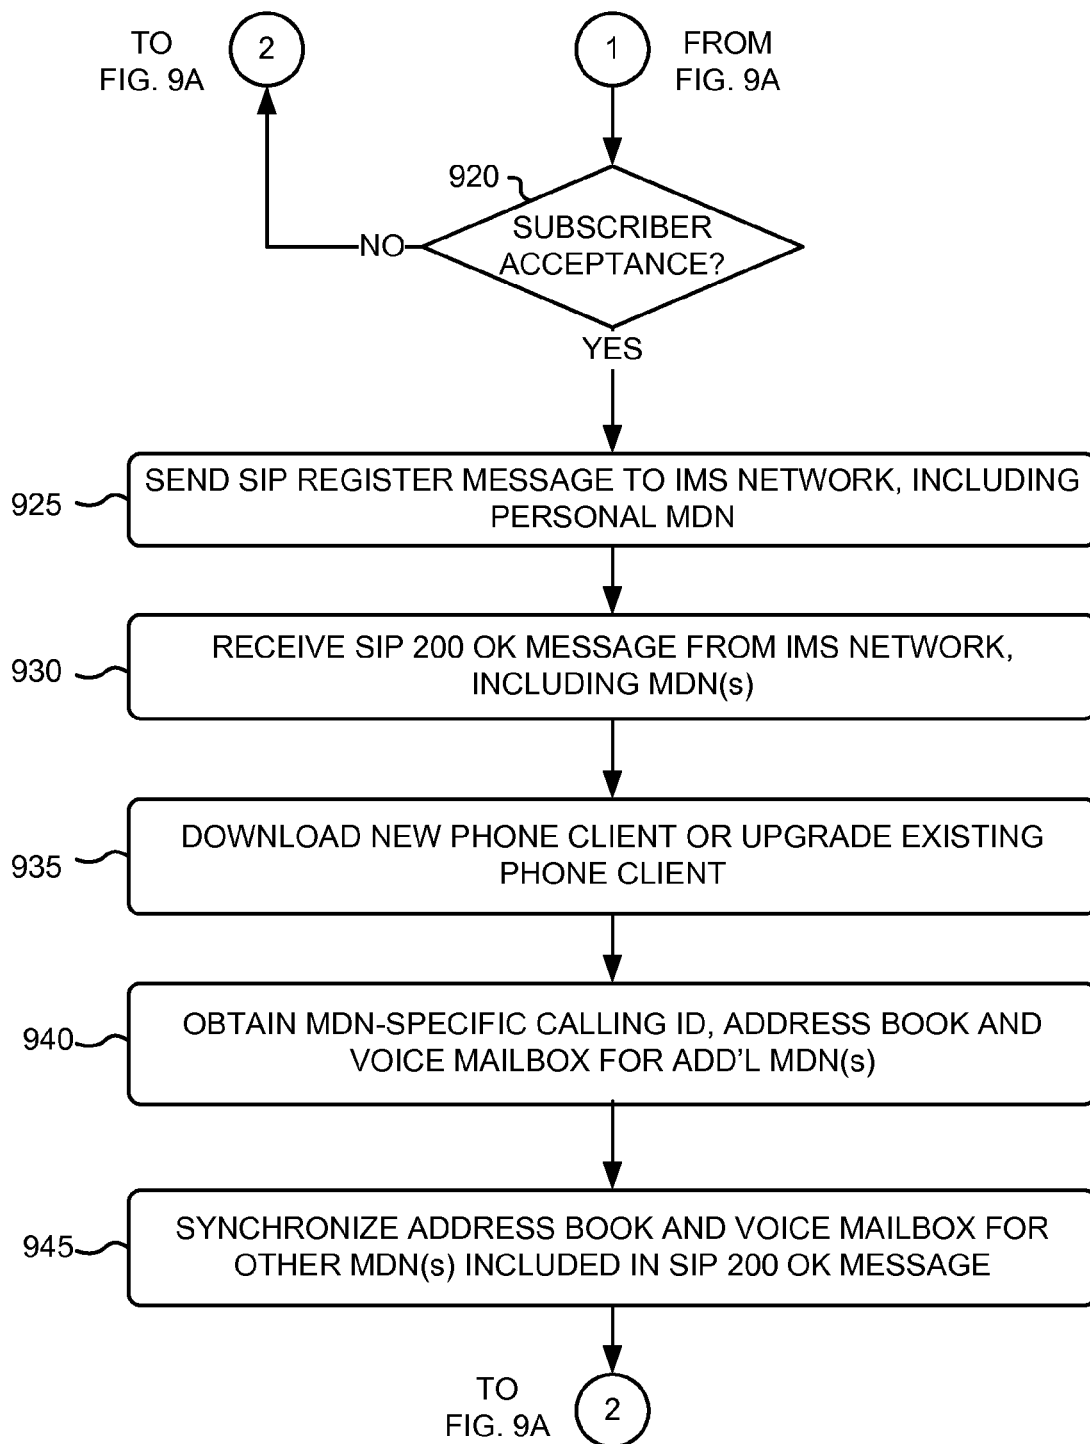 TO
FIG. 9A
2
1
FROM
FIG. 9A
920
SUBSCRIBER
ACCEPTANCE?
NO
YES
925
SEND SIP REGISTER MESSAGE TO IMS NETWORK, INCLUDING
PERSONAL MDN
930
RECEIVE SIP 200 OK MESSAGE FROM IMS NETWORK,
INCLUDING MDN(s)
935
DOWNLOAD NEW PHONE CLIENT OR UPGRADE EXISTING
PHONE CLIENT
940
OBTAIN MDN-SPECIFIC CALLING ID, ADDRESS BOOK AND
VOICE MAILBOX FOR ADD'L MDN(s)
945
SYNCHRONIZE ADDRESS BOOK AND VOICE MAILBOX FOR
OTHER MDN(s) INCLUDED IN SIP 200 OK MESSAGE
TO
FIG. 9A
2